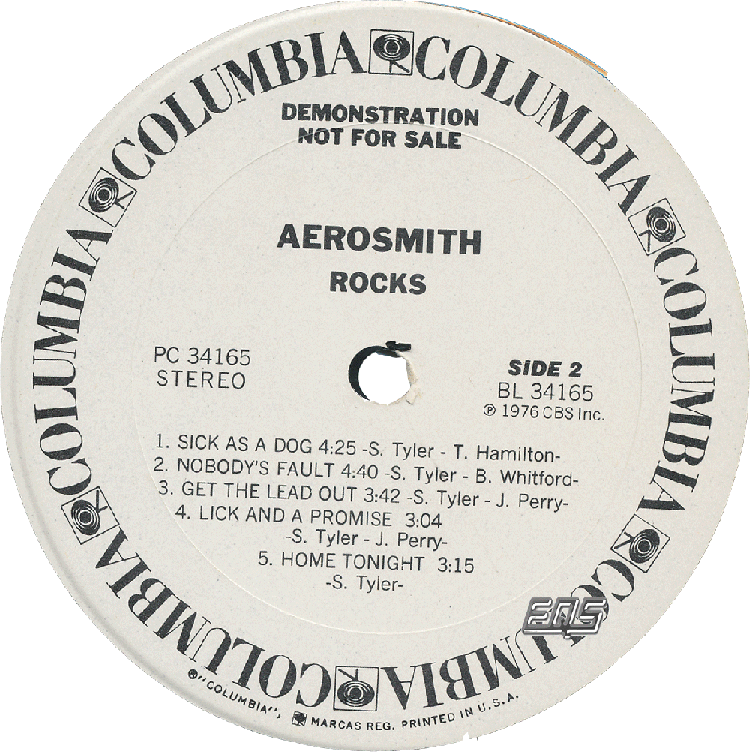 COLUMBIA COLUMBIA COLUMBIA COLUMBIA COLUMBIA COLUMBIA COLUMBIA COLUMBIA
DEMONSTRATION
NOT FOR SALE
AEROSMITH
ROCKS
PC 34165
STEREO
SIDE 2
BL 34165
℗ 1976 CBS Inc.
1. SICK AS A DOG 4:25 -S. Tyler - T. Hamilton-
2. NOBODY'S FAULT 4:40 -S. Tyler - B. Whitford-
3. GET THE LEAD OUT 3:42 -S. Tyler - J. Perry-
4. LICK AND A PROMISE 3:04
-S. Tyler - J. Perry-
5. HOME TONIGHT 3:15
-S. Tyler-
®"COLUMBIA", MARCAS REG. PRINTED IN U.S.A.